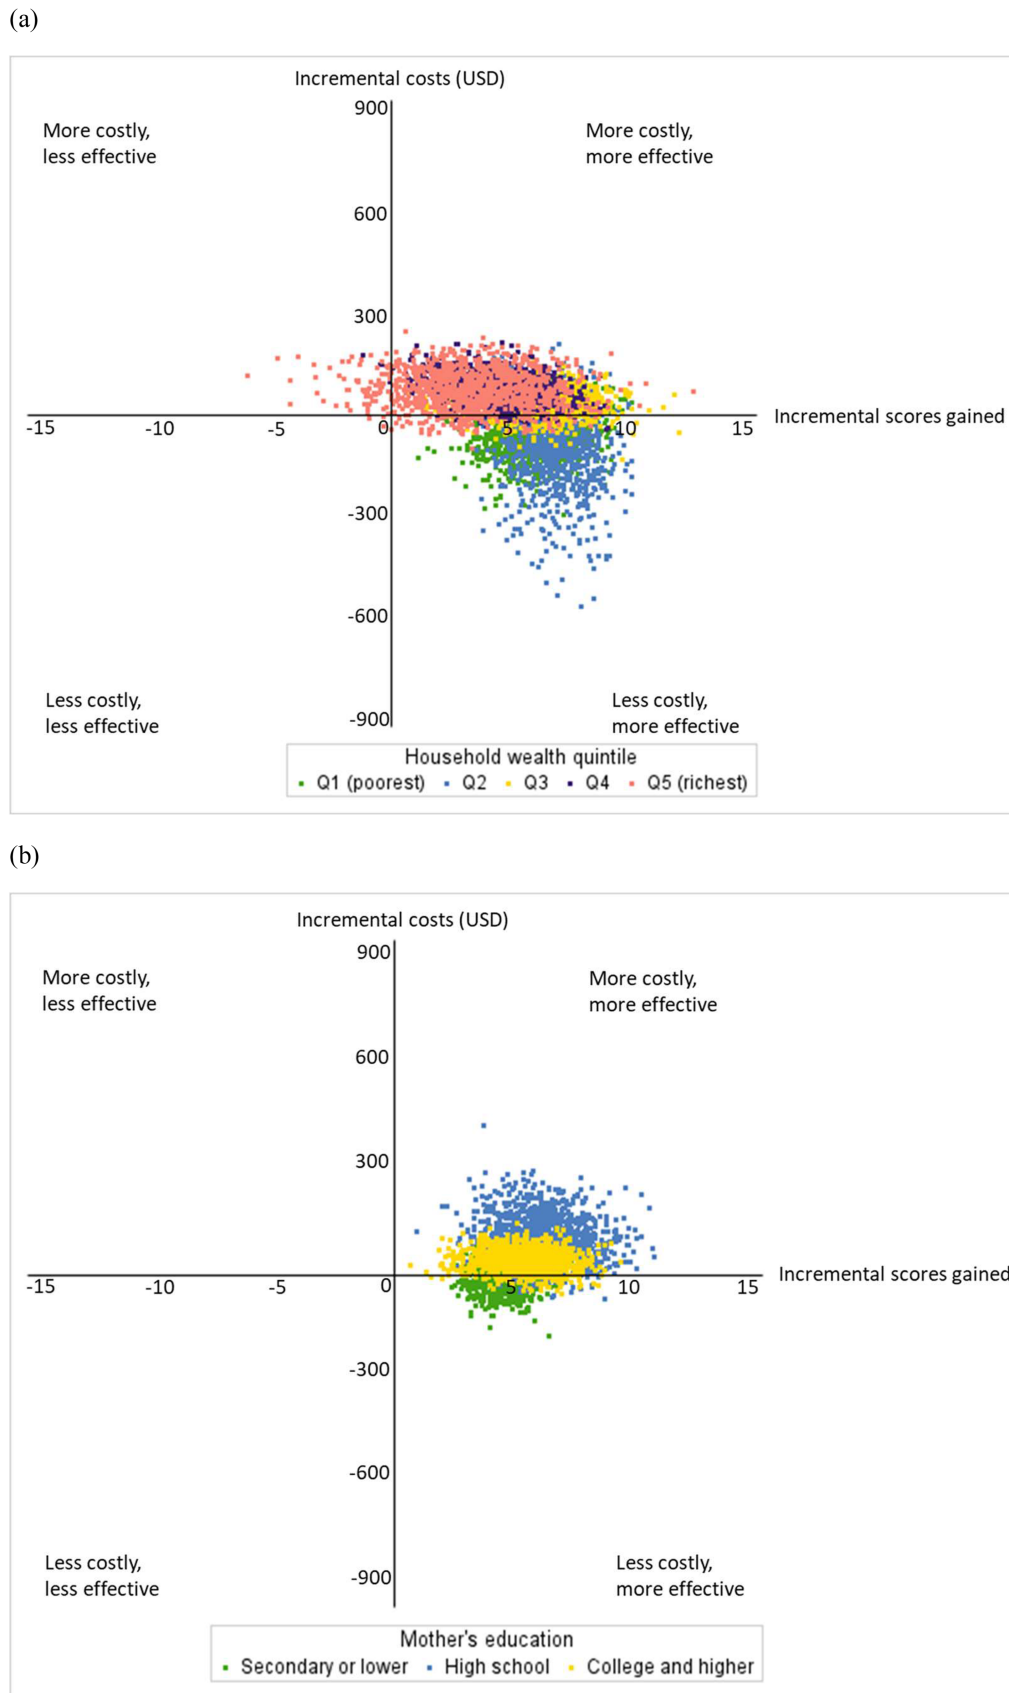 (a)
Incremental costs (USD)
900
More costly,
less effective
More costly,
more effective
600
300
-15 -10 -5 0 5 10 15 Incremental scores gained
-300
-600
Less costly,
less effective
Less costly,
more effective
-900
Household wealth quintile
Q1 (poorest) Q2 Q3 Q4 Q5 (richest)
(b)
Incremental costs (USD)
900
More costly,
less effective
More costly,
more effective
600
300
-15 -10 -5 0 5 10 15 Incremental scores gained
-300
-600
Less costly,
less effective
Less costly,
more effective
-900
Mother's education
Secondary or lower High school College and higher